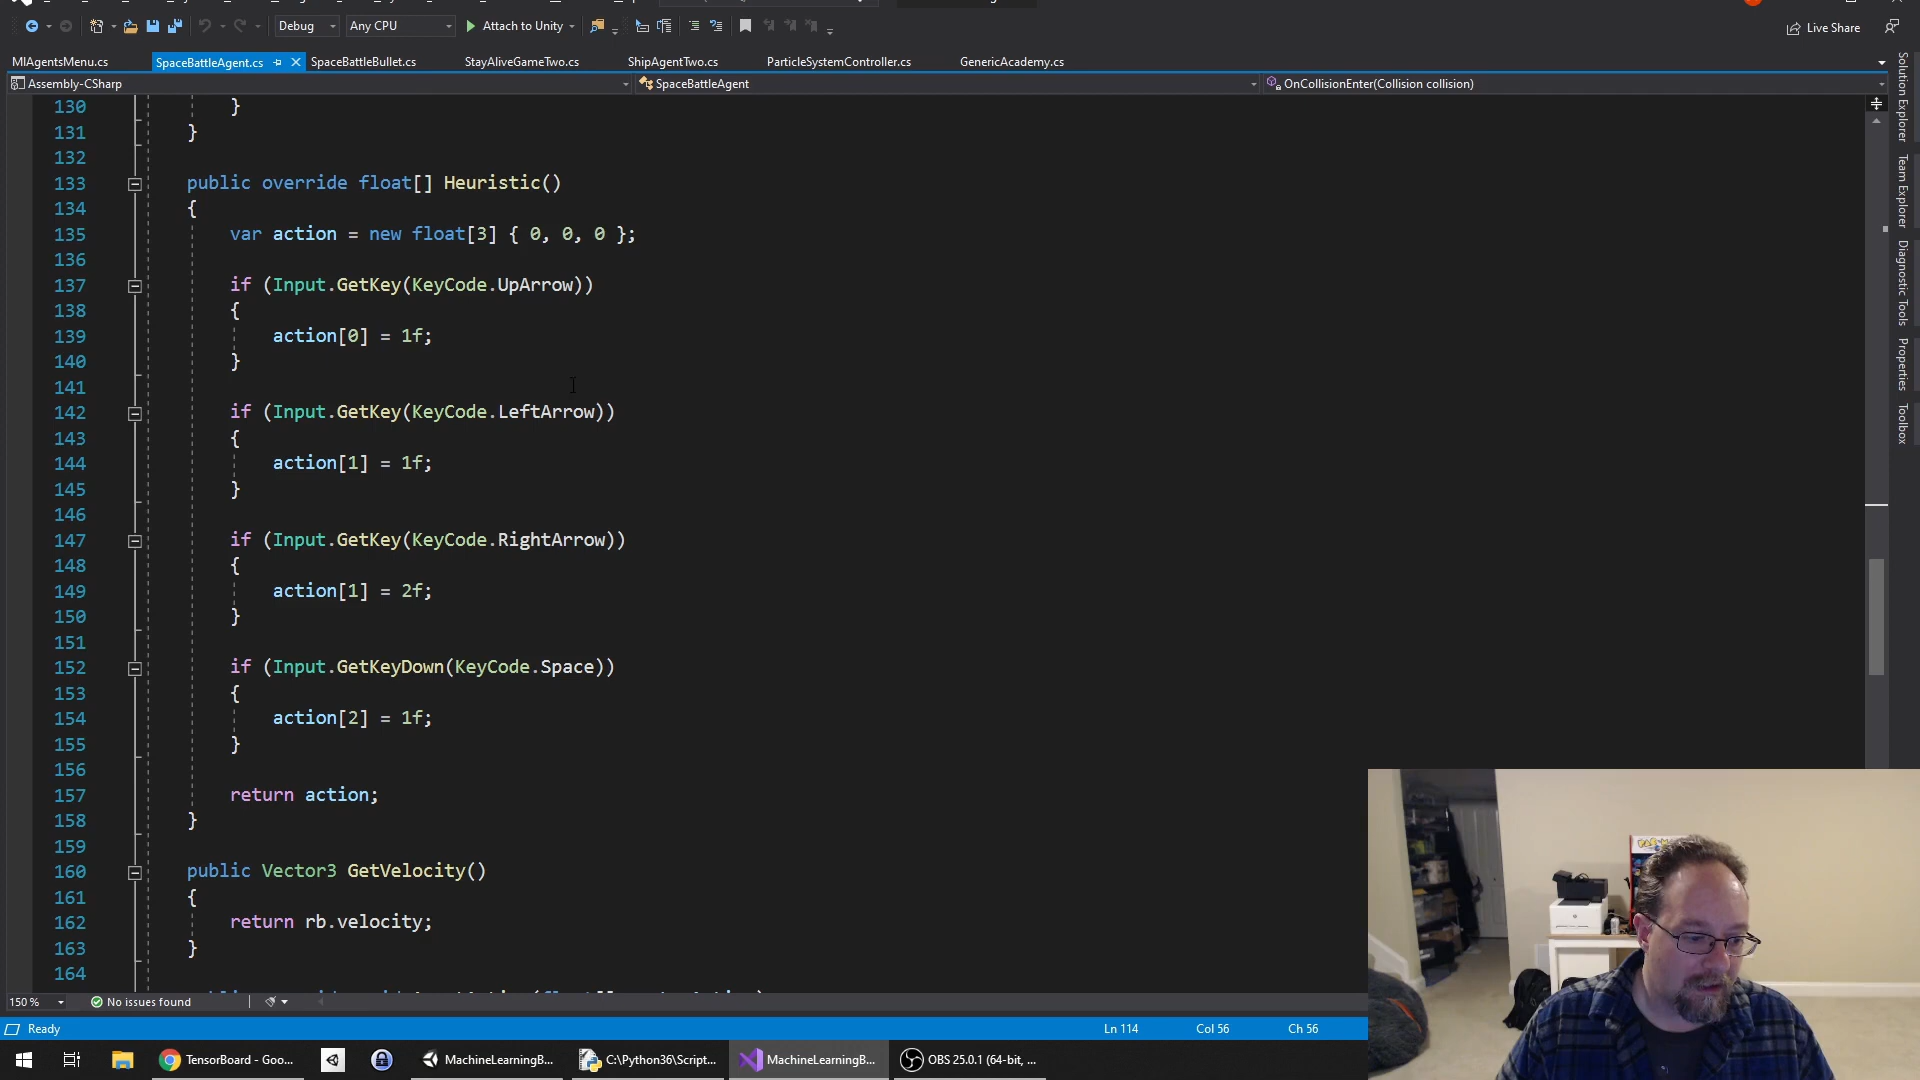 Debug
Any CPU
Attach to Unity
Live Share
MlAgentsMenu.cs
SpaceBattleAgent.cs
SpaceBattleBullet.cs
StayAliveGameTwo.cs
ShipAgentTwo.cs
ParticleSystemController.cs
GenericAcademy.cs
Assembly-CSharp
SpaceBattleAgent
OnCollisionEnter(Collision collision)
130 }
131 }
132
133 public override float[] Heuristic()
134 {
135 var action = new float[3] { 0, 0, 0 };
136
137 if (Input.GetKey(KeyCode.UpArrow))
138 {
139 action[0] = 1f;
140 }
141
142 if (Input.GetKey(KeyCode.LeftArrow))
143 {
144 action[1] = 1f;
145 }
146
147 if (Input.GetKey(KeyCode.RightArrow))
148 {
149 action[1] = 2f;
150 }
151
152 if (Input.GetKeyDown(KeyCode.Space))
153 {
154 action[2] = 1f;
155 }
156
157 return action;
158 }
159
160 public Vector3 GetVelocity()
161 {
162 return rb.velocity;
163 }
164
Solution Explorer
Team Explorer
Diagnostic Tools
Properties
Toolbox
150 %
No issues found
Ready
Ln 114
Col 56
Ch 56
TensorBoard - Goo...
MachineLearningB...
C:\Python36\Script...
MachineLearningB...
OBS 25.0.1 (64-bit, ...